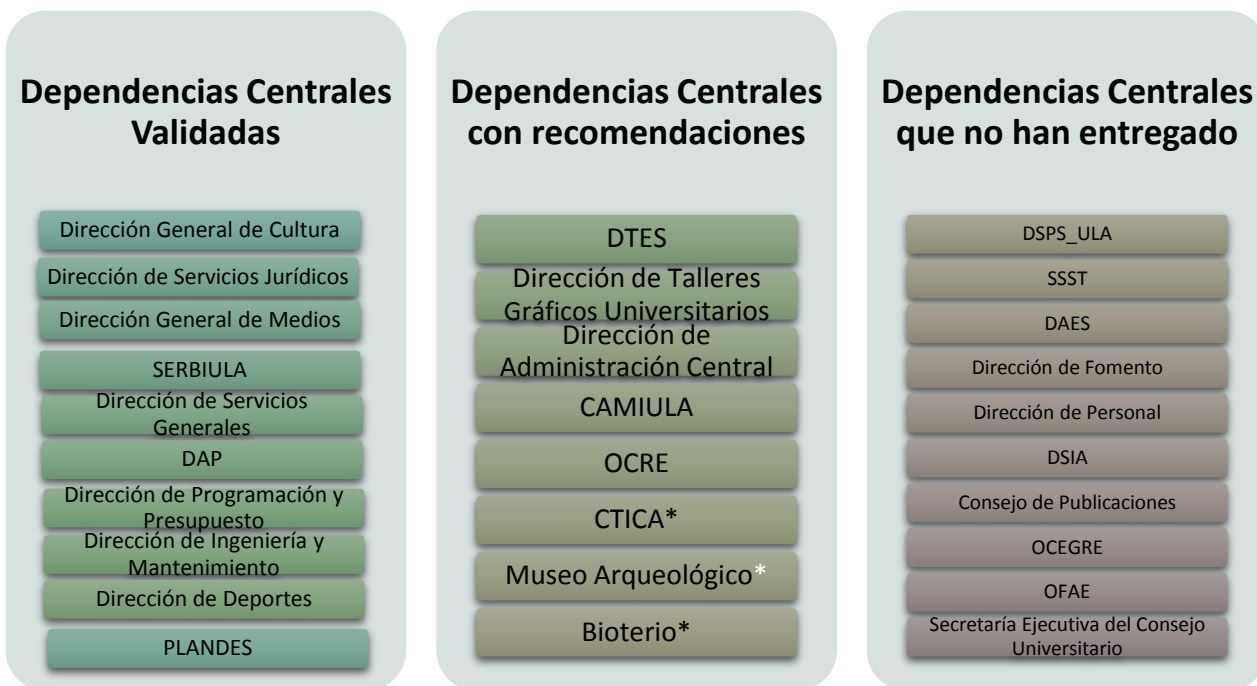 Dependencias Centrales
Validadas
Dirección General de Cultura
Dirección de Servicios Jurídicos
Dirección General de Medios
SERBIULA
Dirección de Servicios
Generales
DAP
Dirección de Programación y
Presupuesto
Dirección de Ingeniería y
Mantenimiento
Dirección de Deportes
PLANDES
Dependencias Centrales
con recomendaciones
DTES
Dirección de Talleres
Gráficos Universitarios
Dirección de
Administración Central
CAMIULA
OCRE
CTICA*
Museo Arqueológico*
Bioterio*
Dependencias Centrales
que no han entregado
DSPS_ULA
SSST
DAES
Dirección de Fomento
Dirección de Personal
DSIA
Consejo de Publicaciones
OCEGRE
OFAE
Secretaría Ejecutiva del Consejo
Universitario